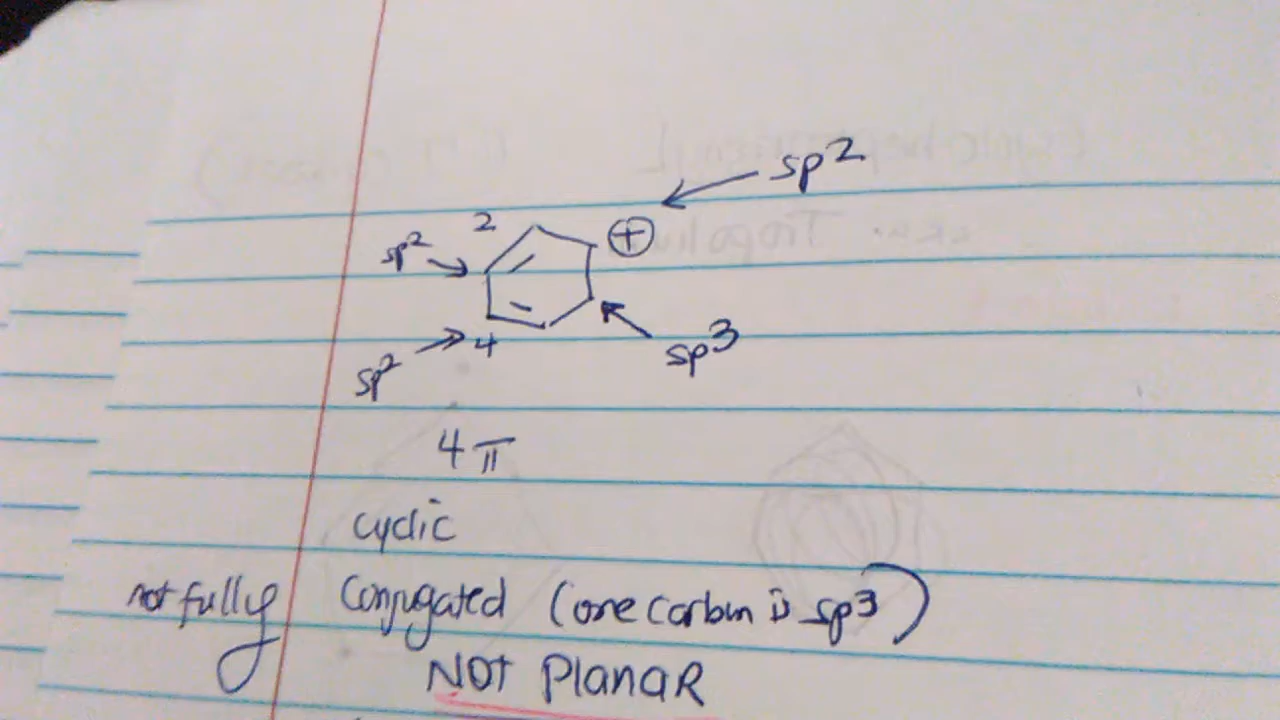 sp2
2
⊕
sp2
4
sp3
sp2
4π
cyclic
not fully Conjugated (one carbon is sp3)
NOT PlanaR